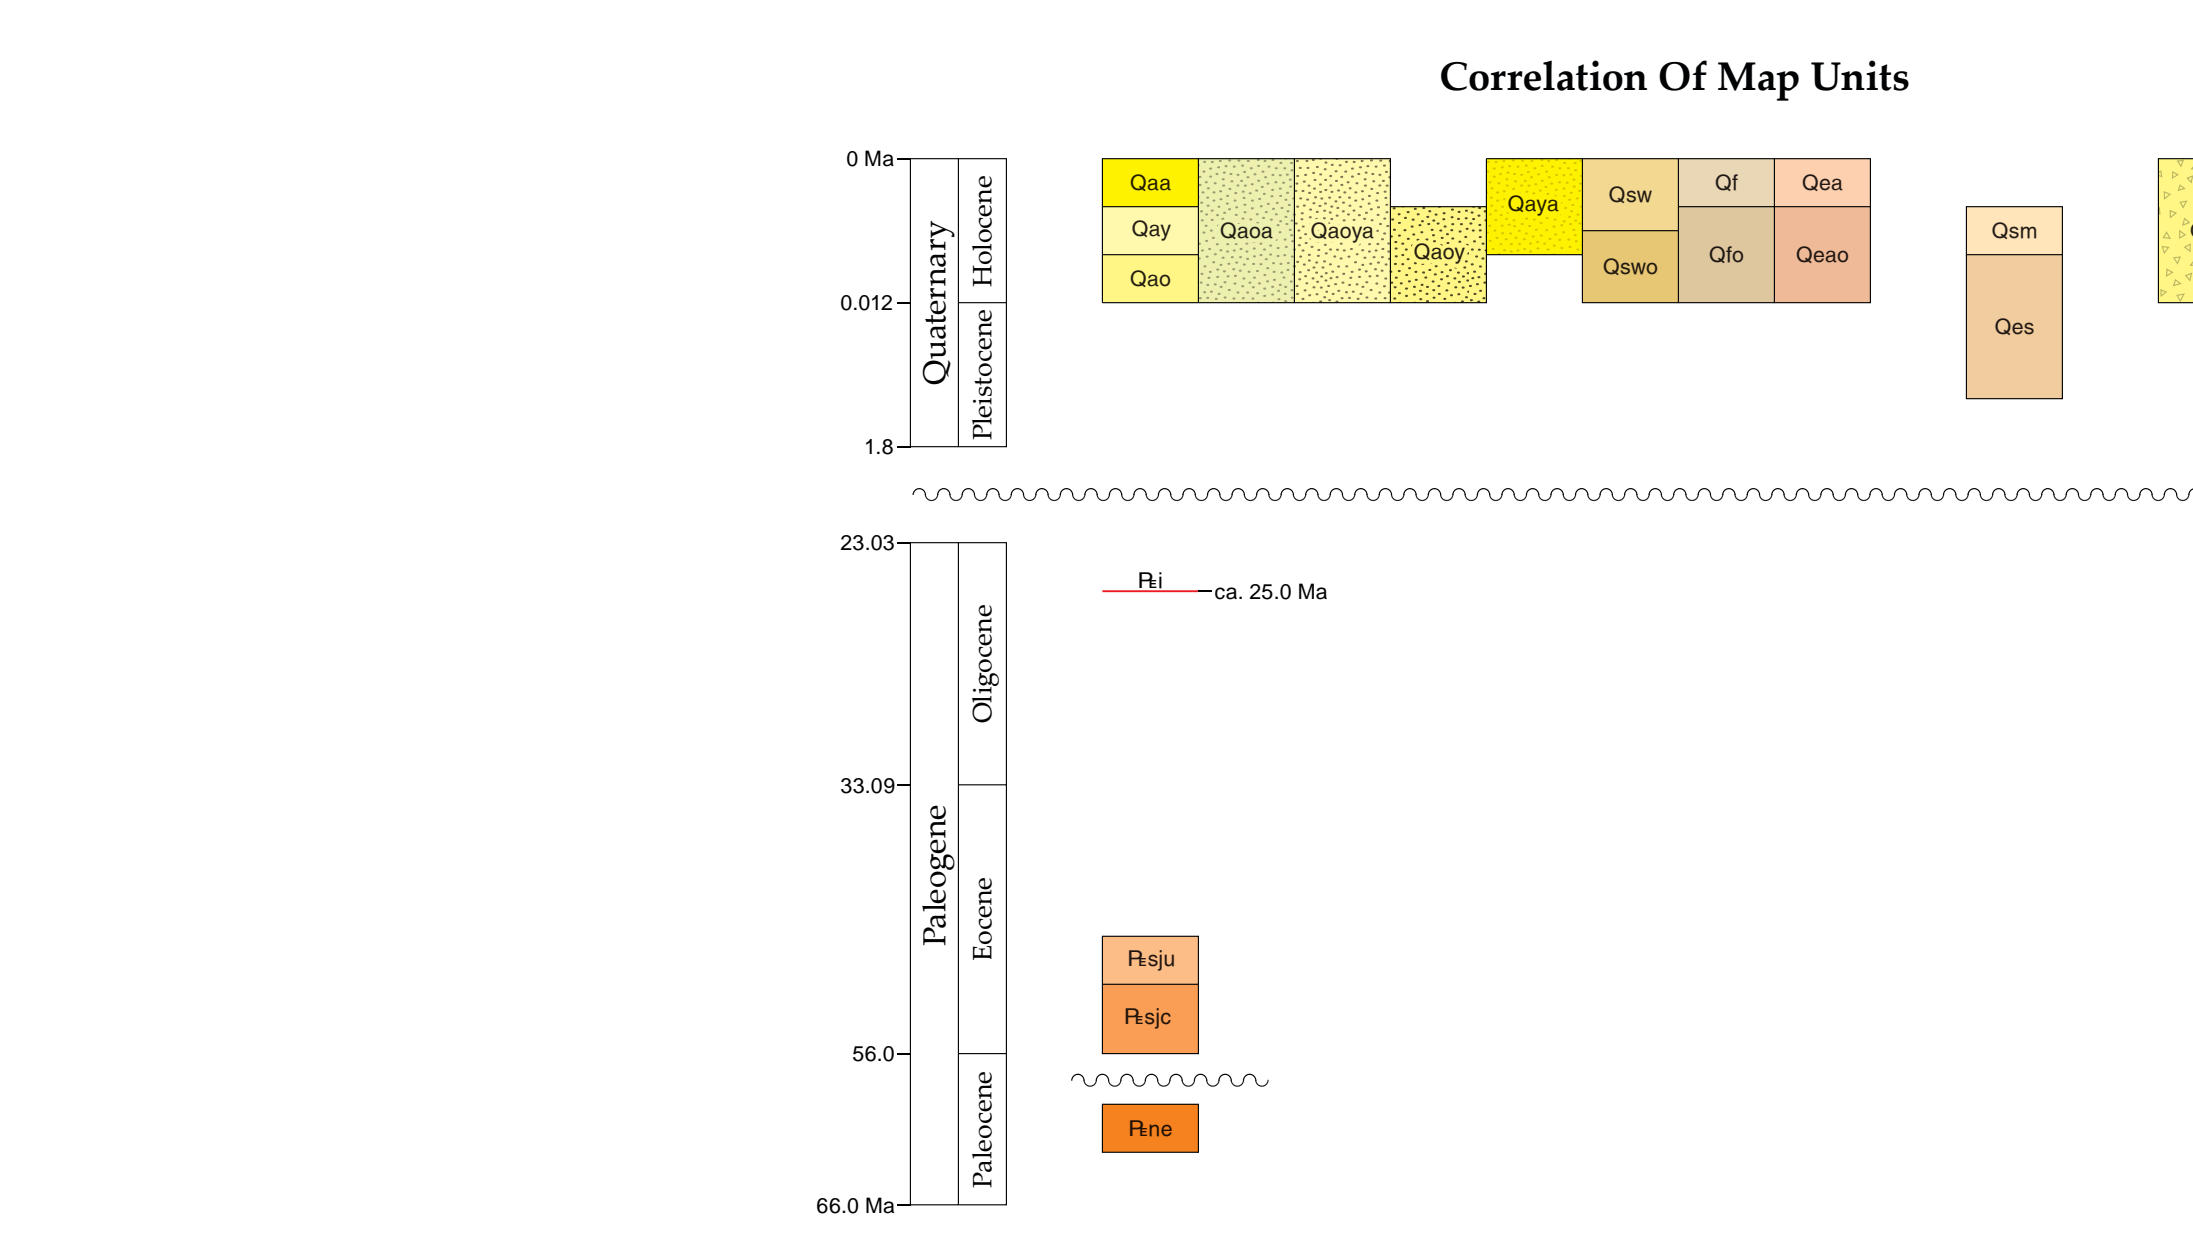 Correlation Of Map Units
0 Ma
0.012
1.8
Quaternary
Holocene
Pleistocene
Qaa
Qay
Qao
Qaoa
Qaoya
Qaoy
Qaya
Qsw
Qswo
Qf
Qfo
Qea
Qeao
Qsm
Qes
23.03
33.09
56.0
66.0 Ma
Paleogene
Oligocene
Eocene
Paleocene
PEi
ca. 25.0 Ma
PEsju
PEsjc
PEne